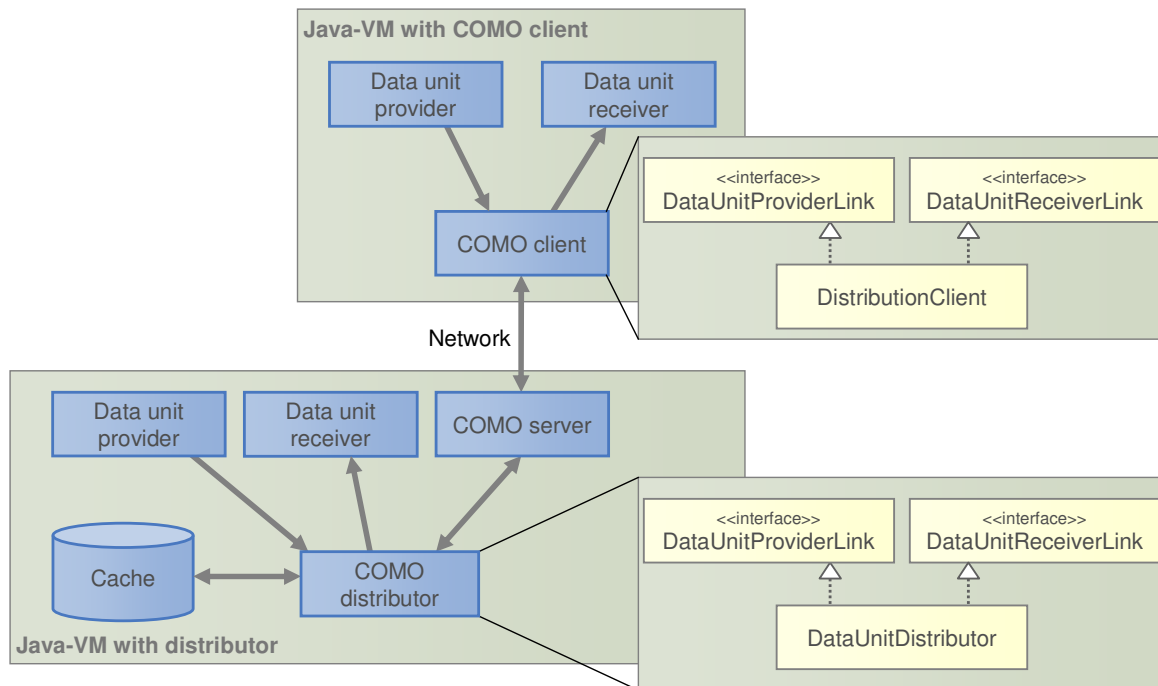 Java-VM with COMO client
Data unit
provider
Data unit
receiver
COMO client
<<interface>>
DataUnitProviderLink
<<interface>>
DataUnitReceiverLink
DistributionClient
Network
Data unit
provider
Data unit
receiver
COMO server
Cache
COMO
distributor
Java-VM with distributor
<<interface>>
DataUnitProviderLink
<<interface>>
DataUnitReceiverLink
DataUnitDistributor